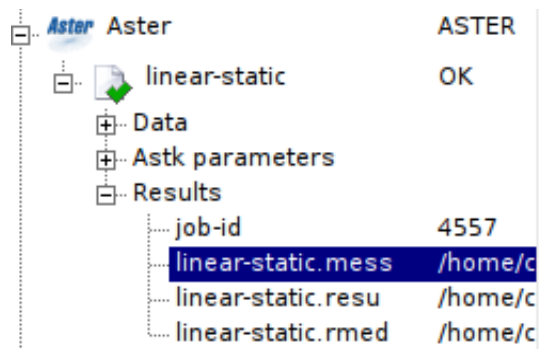 Aster Aster ASTER
linear-static OK
Data
Astk parameters
Results
job-id 4557
linear-static.mess /home/c
linear-static.resu /home/c
linear-static.rmed /home/c